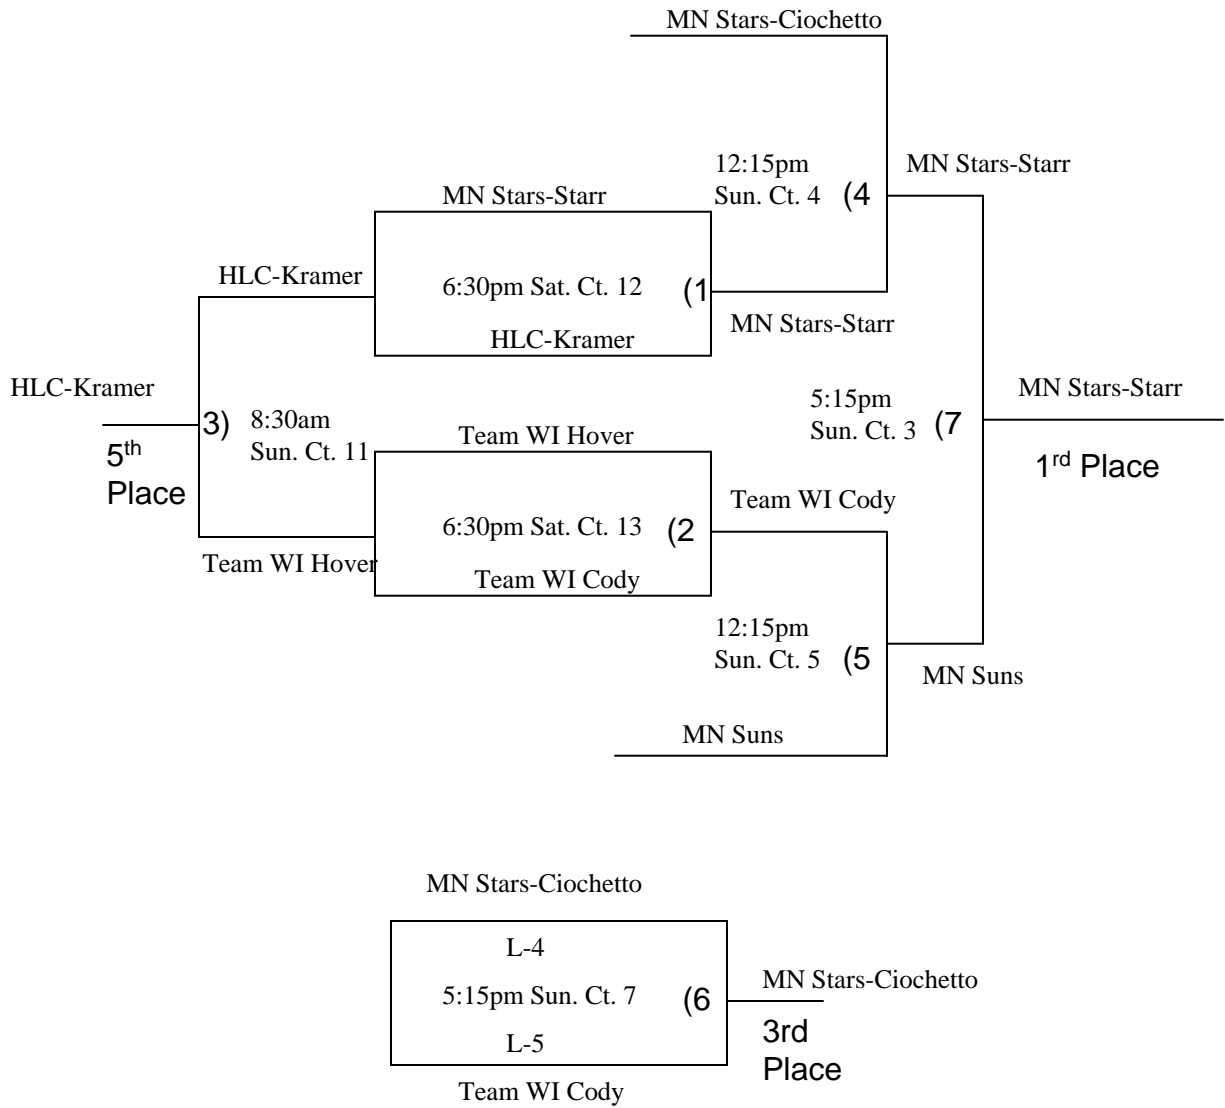 MN Stars-Ciochetto
12:15pm
Sun. Ct. 4 (4
MN Stars-Starr
MN Stars-Starr
HLC-Kramer
6:30pm Sat. Ct. 12 (1
MN Stars-Starr
HLC-Kramer
HLC-Kramer
3) 8:30am
Sun. Ct. 11
5th
Place
5:15pm
Sun. Ct. 3 (7
MN Stars-Starr
1rd Place
Team WI Hover
6:30pm Sat. Ct. 13 (2
Team WI Cody
Team WI Hover
Team WI Cody
12:15pm
Sun. Ct. 5 (5
MN Suns
MN Suns
MN Stars-Ciochetto
L-4
5:15pm Sun. Ct. 7 (6
L-5
Team WI Cody
MN Stars-Ciochetto
3rd
Place